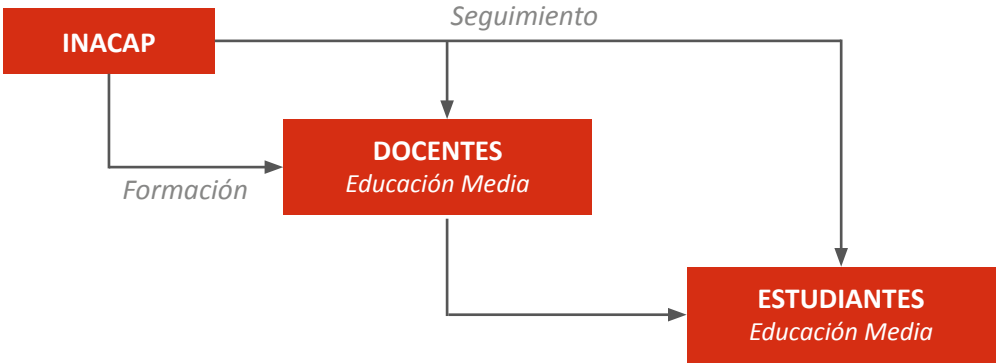 Seguimiento
INACAP
DOCENTES
Educación Media
Formación
ESTUDIANTES
Educación Media